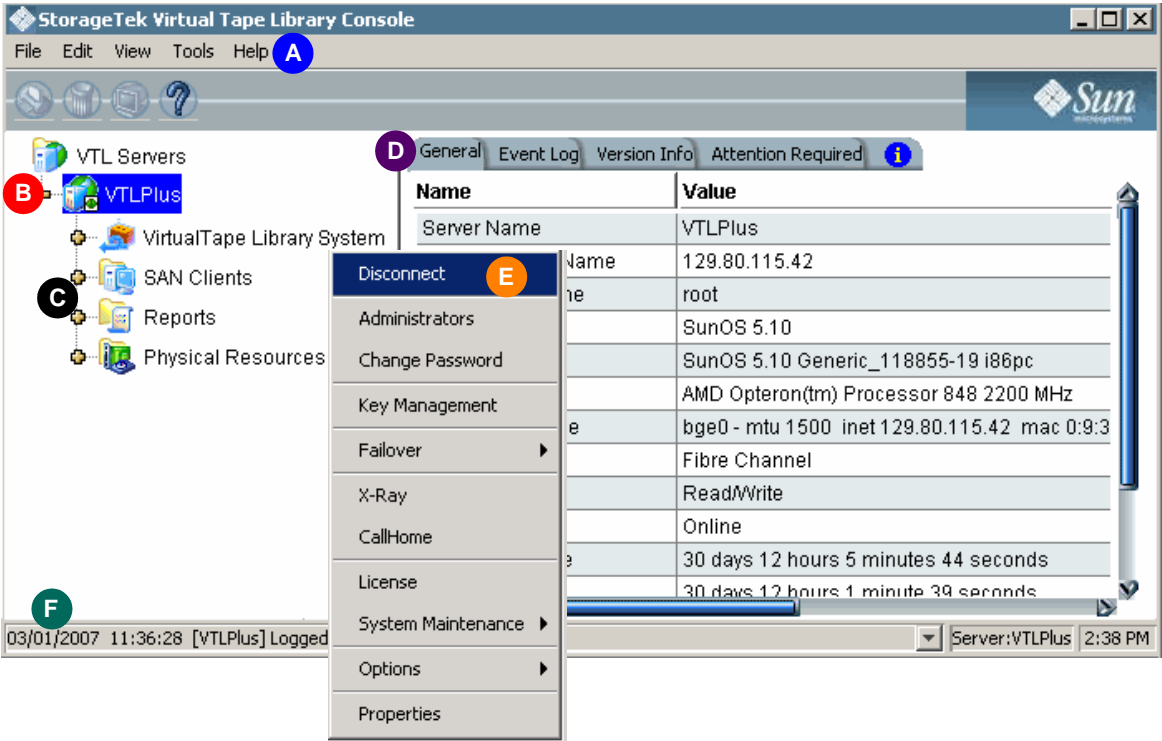 StorageTek Virtual Tape Library Console
File Edit View Tools Help A
Sun
microsystems
VTL Servers
B VTLPlus
VirtualTape Library System
SAN Clients
C
Reports
Physical Resources
D General Event Log Version Info Attention Required i
Name Value
Server Name VTLPlus
Name 129.80.115.42
root
SunOS 5.10
SunOS 5.10 Generic_118855-19 i86pc
AMD Opteron(tm) Processor 848 2200 MHz
e bge0 - mtu 1500 inet 129.80.115.42 mac 0:9:3
Fibre Channel
Read/Write
Online
30 days 12 hours 5 minutes 44 seconds
30 days 12 hours 1 minute 39 seconds
Disconnect E
Administrators
Change Password
Key Management
Failover
X-Ray
CallHome
License
System Maintenance
Options
Properties
F
03/01/2007 11:36:28 [VTLPlus] Logged
Server:VTLPlus 2:38 PM